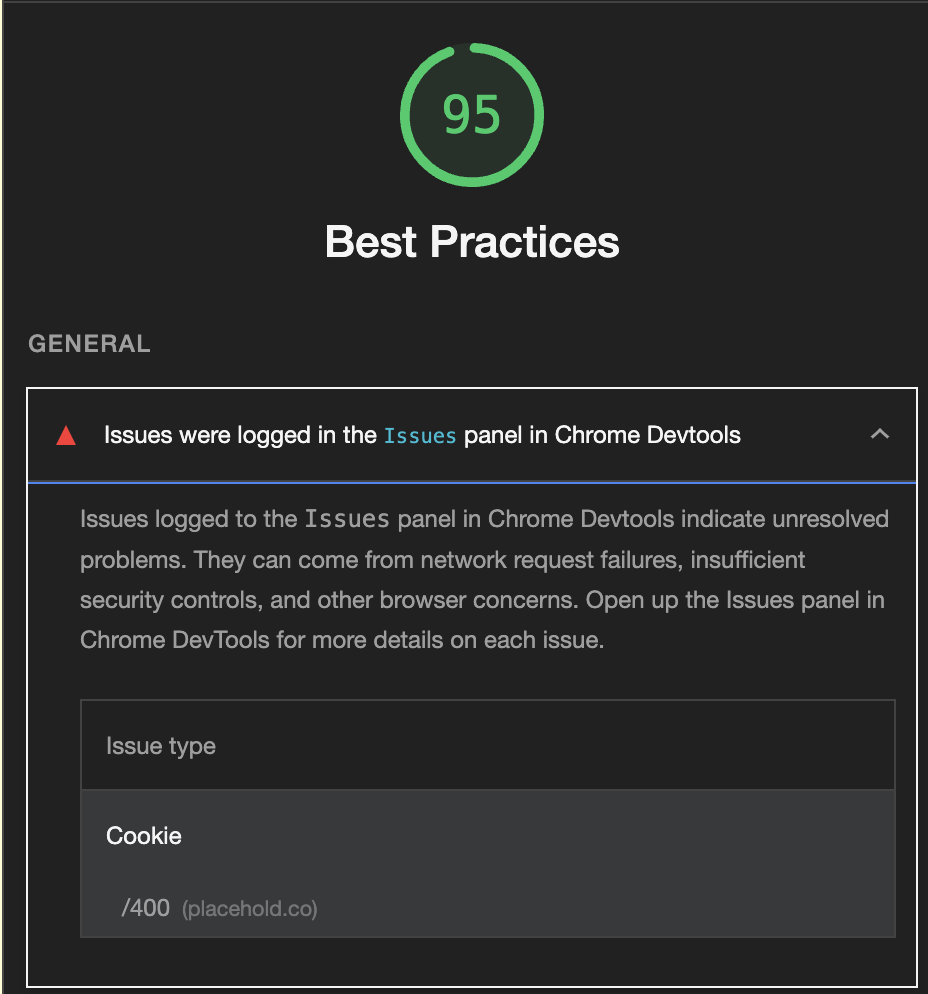 95
Best Practices
GENERAL
Issues were logged in the Issues panel in Chrome Devtools
Issues logged to the Issues panel in Chrome Devtools indicate unresolved
problems. They can come from network request failures, insufficient
security controls, and other browser concerns. Open up the Issues panel in
Chrome DevTools for more details on each issue.
Issue type
Cookie
/400 (placehold.co)